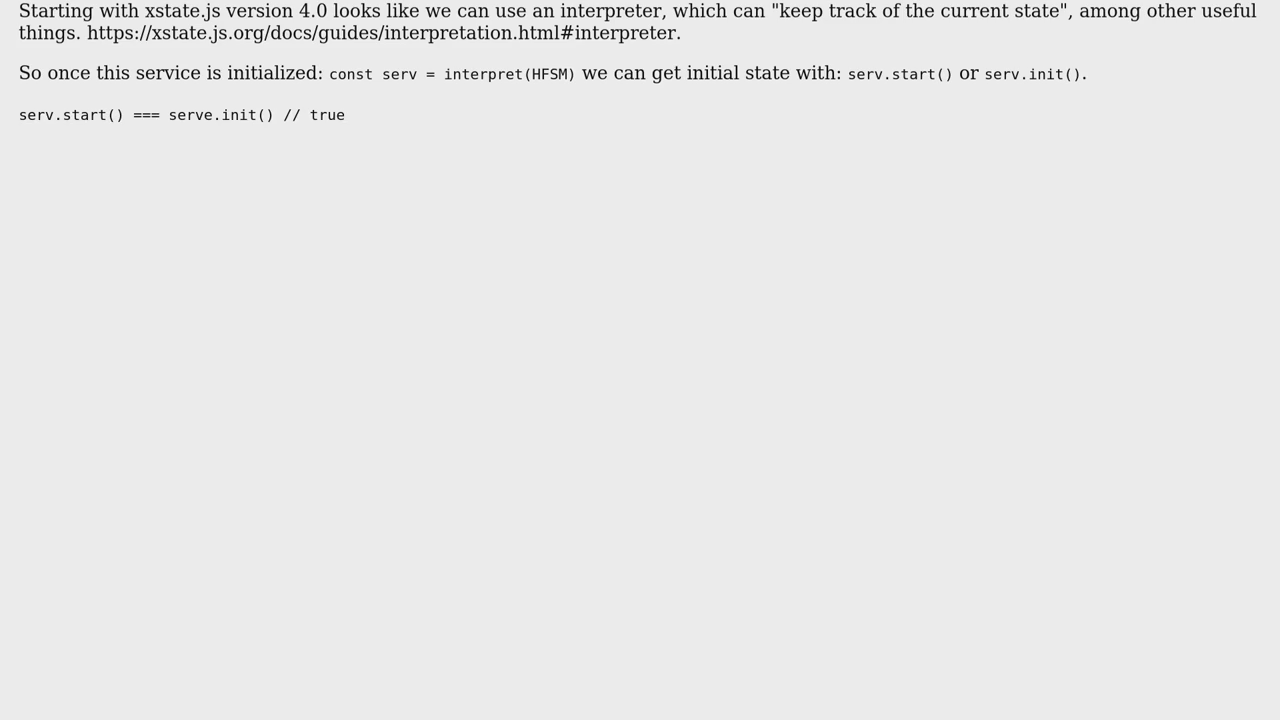 Starting with xstate.js version 4.0 looks like we can use an interpreter, which can "keep track of the current state", among other useful
things. https://xstate.js.org/docs/guides/interpretation.html#interpreter.
So once this service is initialized: const serv = interpret(HFSM) we can get initial state with: serv.start() or serv.init().
serv.start() === serve.init() // true